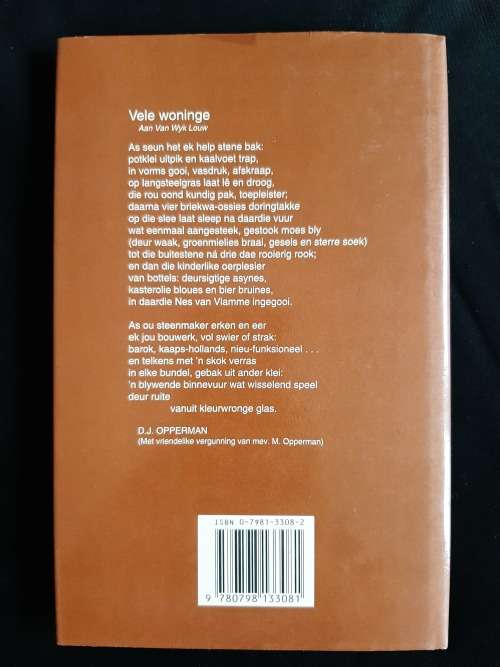 Vele woninge
Aan Van Wyk Louw
As seun het ek help stene bak:
potklei uitpik en kaalvoet trap,
in vorms gooi, vasdruk, afskraap,
op langsteelgras laat lê en droog,
die rou oond kundig pak, toepleister;
daarna vier briekwa-ossies doringtakke
op die slee laat sleep na daardie vuur
wat eenmaal aangesteek, gestook moes bly
(deur waak, groenmielies braai, gesels en sterre soek)
tot die buitestene ná drie dae rooierig rook;
en dan die kinderlike oerplesier
van bottels: deursigtige asynes,
kasterolie bloues en bier bruines,
in daardie Nes van Vlamme ingegooi.
As ou steenmaker erken en eer
ek jou bouwerk, vol swier of strak:
barok, kaaps-hollands, nieu-funksioneel . . .
en telkens met 'n skok verras
in elke bundel, gebak uit ander klei:
'n blywende binnevuur wat wisselend speel
deur ruite
vanuit kleurwronge glas.
D.J. OPPERMAN
(Met vriendelike vergunning van mev. M. Opperman)
ISBN 0-7981-3308-2
9 780798 133081